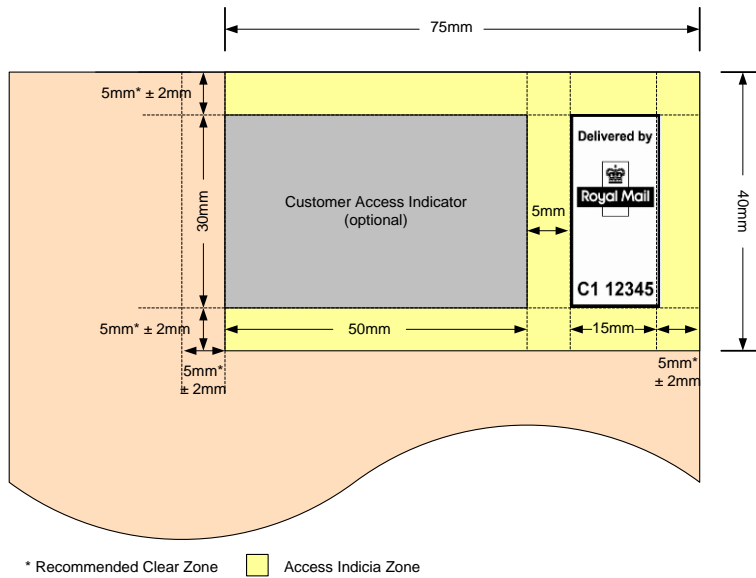 75mm
5mm* ± 2mm
Delivered by
Royal Mail
C1 12345
30mm
Customer Access Indicator
(optional)
5mm
40mm
5mm* ± 2mm
50mm
15mm
5mm*
± 2mm
5mm*
± 2mm
* Recommended Clear Zone
Access Indicia Zone